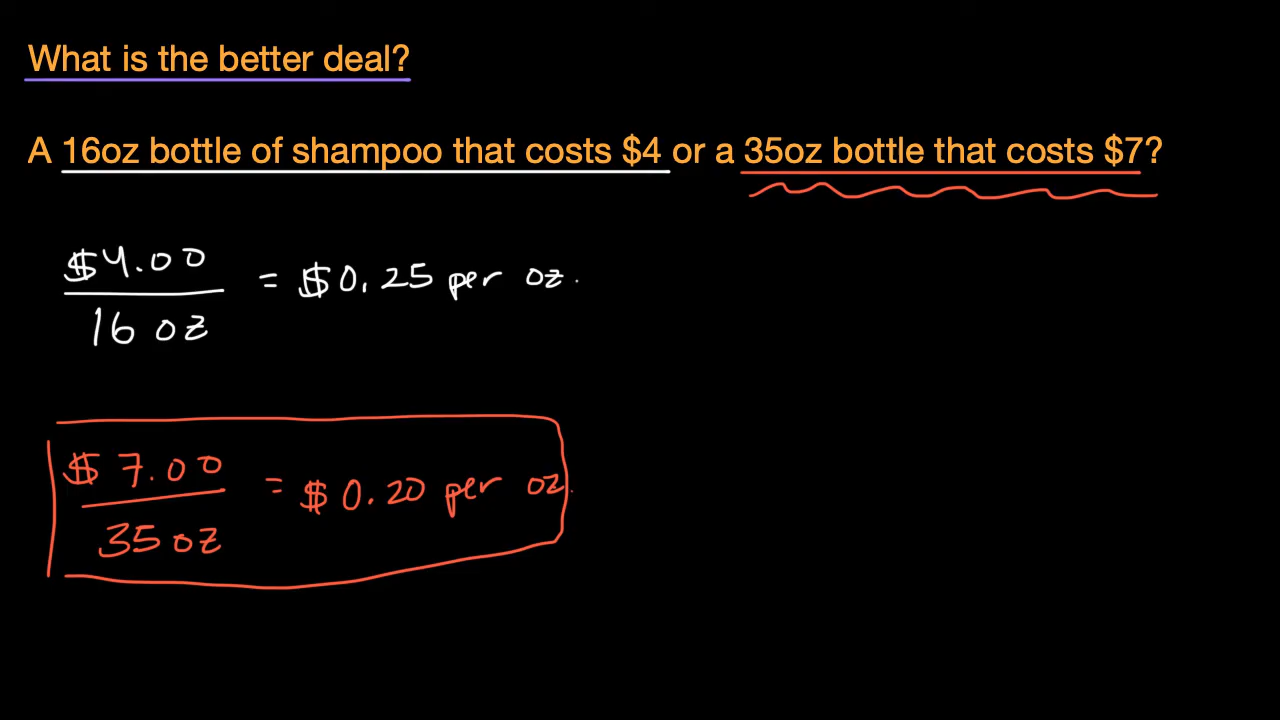 What is the better deal?
A 16oz bottle of shampoo that costs $4 or a 35oz bottle that costs $7?
$4.00
= $0.25 per oz.
16 oz
$7.00
= $0.20 per oz.
35 oz